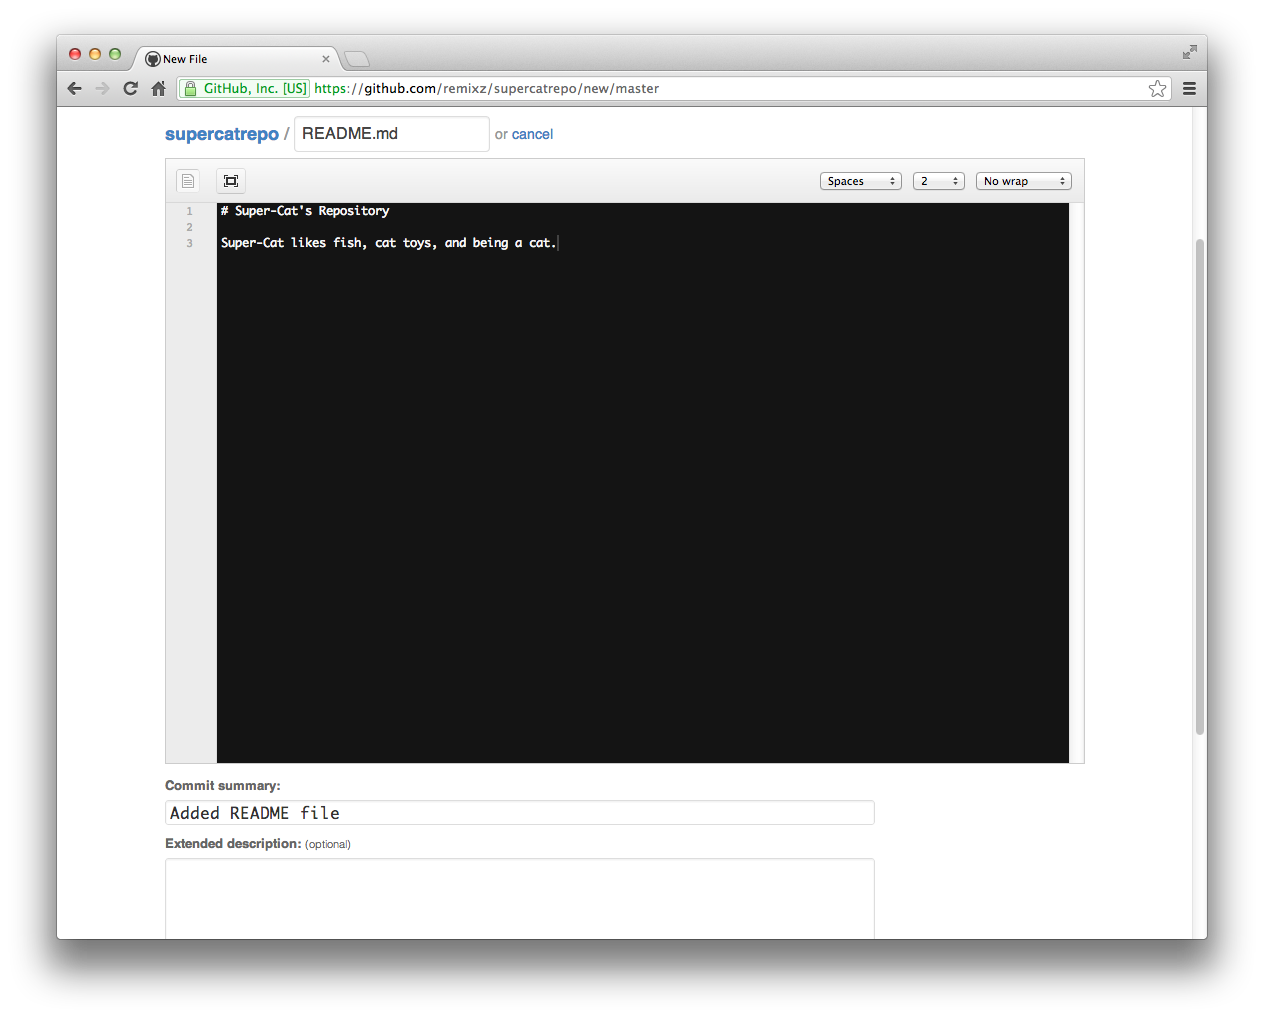 New File
GitHub, Inc. [US] https://github.com/remixz/supercatrepo/new/master
supercatrepo / README.md or cancel
Spaces 2 No wrap
1 # Super-Cat's Repository
2
3 Super-Cat likes fish, cat toys, and being a cat.
Commit summary:
Added README file
Extended description: (optional)